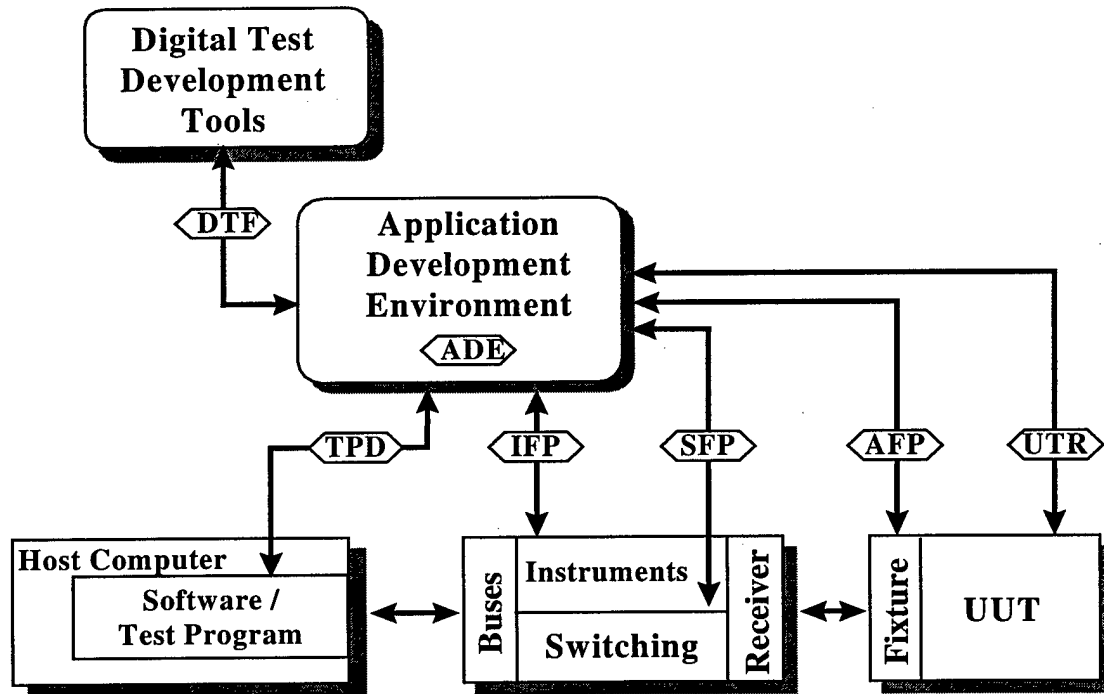 Digital Test
Development
Tools
DTF
Application
Development
Environment
ADE
TPD
IFP
SFP
AFP
UTR
Host Computer
Software /
Test Program
Buses
Instruments
Switching
Receiver
Fixture
UUT